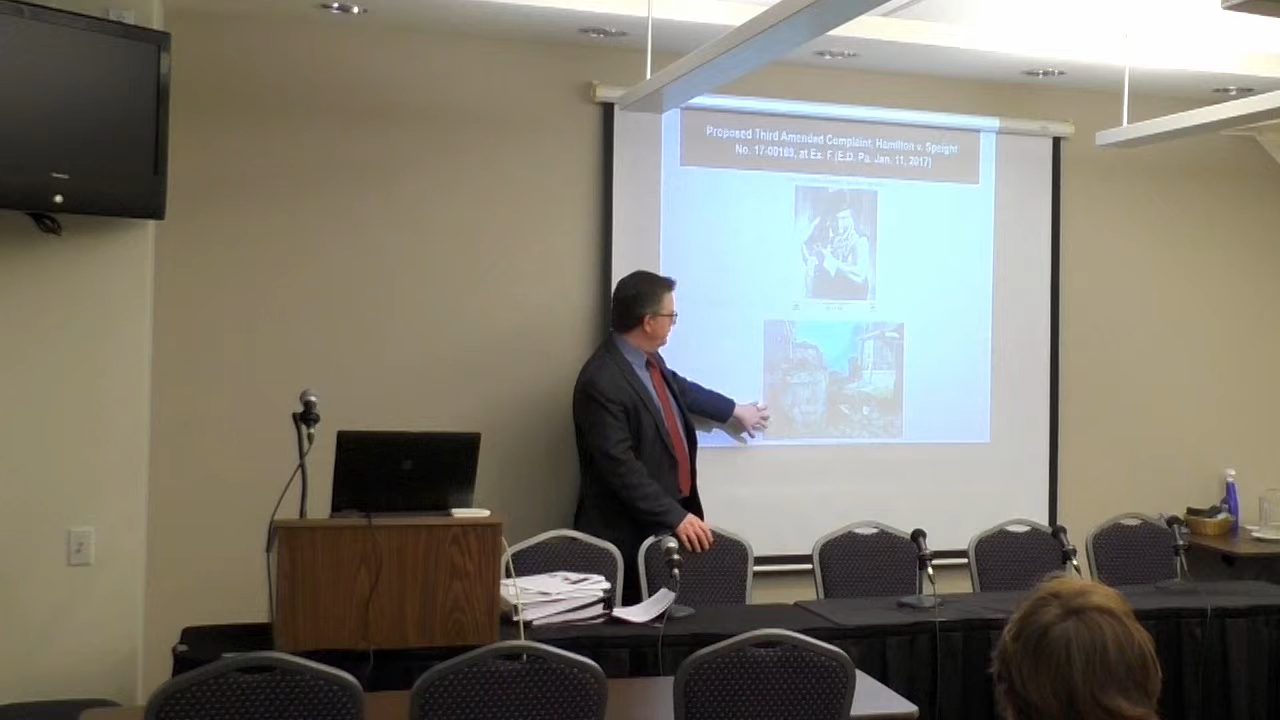 Proposed Third Amended Complaint, Hamilton v. Speight
No. 17-00169, at Ex. F (E.D. Pa. Jan. 11, 2017)